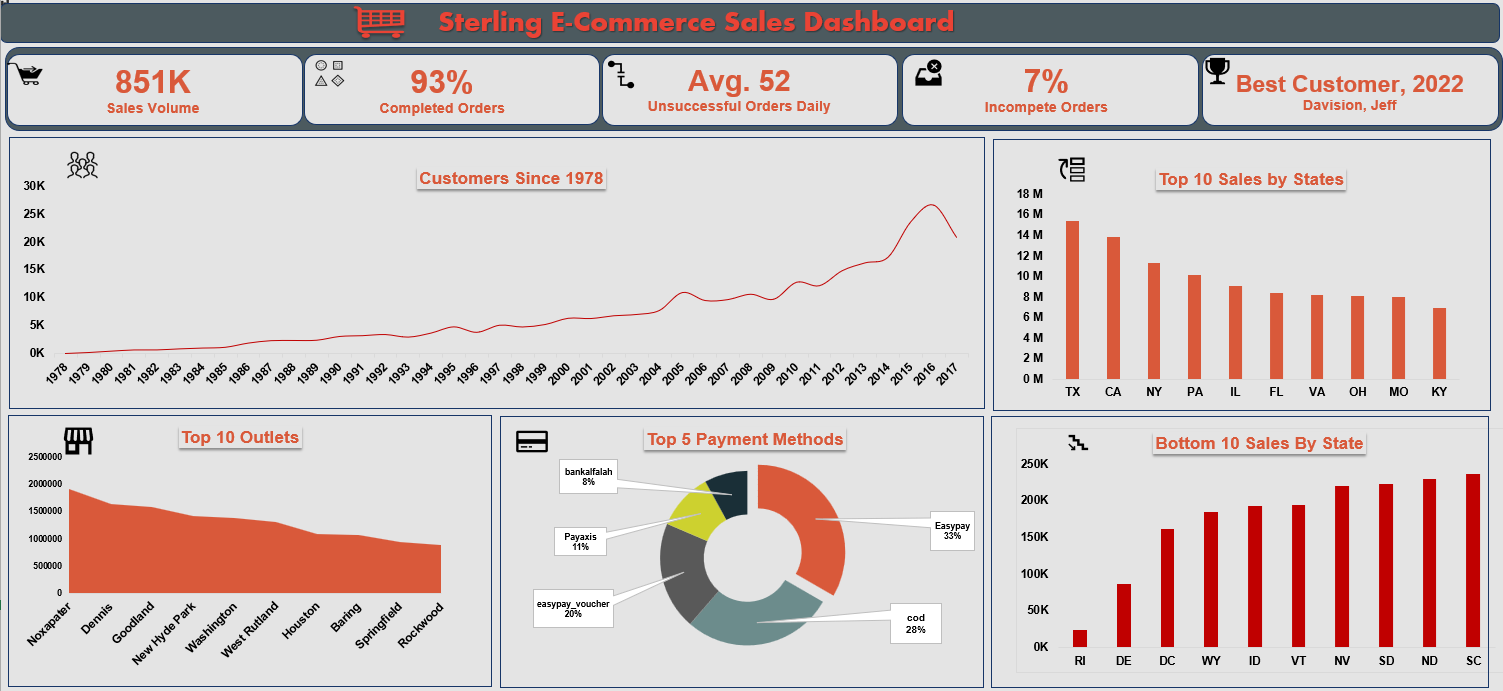 Sterling E-Commerce Sales Dashboard
851K
Sales Volume
93%
Completed Orders
Avg. 52
Unsuccessful Orders Daily
7%
Incompete Orders
Best Customer, 2022
Davision, Jeff
Customers Since 1978
30K
25K
20K
15K
10K
5K
0K
1978 1979 1980 1981 1982 1983 1984 1985 1986 1987 1988 1989 1990 1991 1992 1993 1994 1995 1996 1997 1998 1999 2000 2001 2002 2003 2004 2005 2006 2007 2008 2009 2010 2011 2012 2013 2014 2015 2016 2017
Top 10 Sales by States
18 M
16 M
14 M
12 M
10 M
8 M
6 M
4 M
2 M
0 M
TX CA NY PA IL FL VA OH MO KY
Top 10 Outlets
2500000
2000000
1500000
1000000
500000
0
Noxapater Dennis Goodland New Hyde Park Washington West Rutland Houston Baring Springfield Rockwood
Top 5 Payment Methods
bankalfalah
8%
Payaxis
11%
easypay_voucher
20%
Easypay
33%
cod
28%
Bottom 10 Sales By State
250K
200K
150K
100K
50K
0K
RI DE DC WY ID VT NV SD ND SC